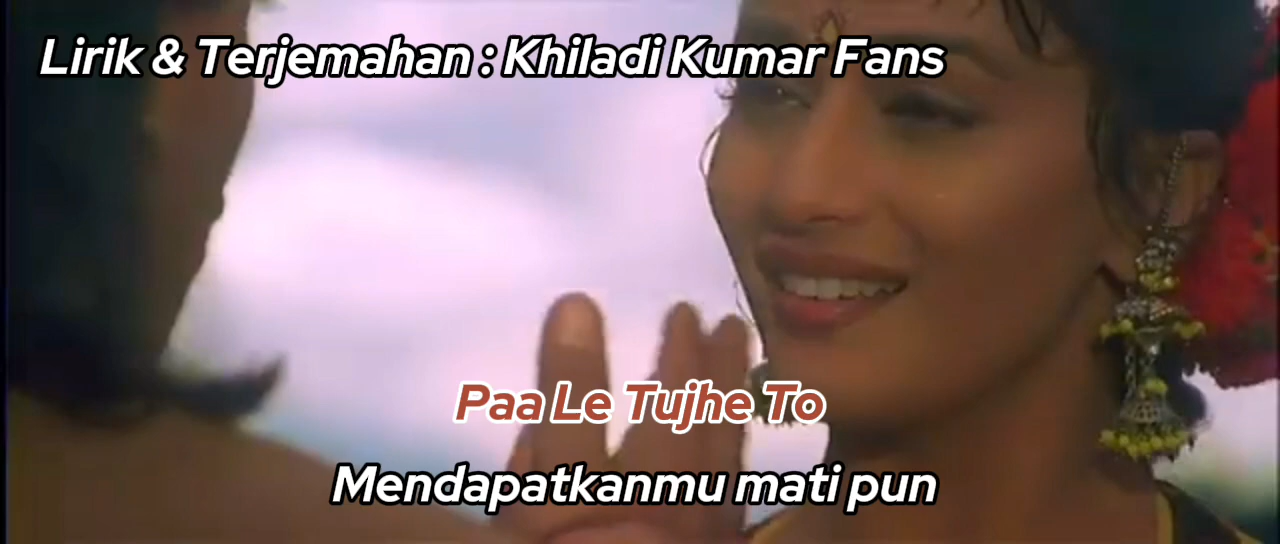 Lirik & Terjemahan : Khiladi Kumar Fans
Paa Le Tujhe To
Mendapatkanmu mati pun